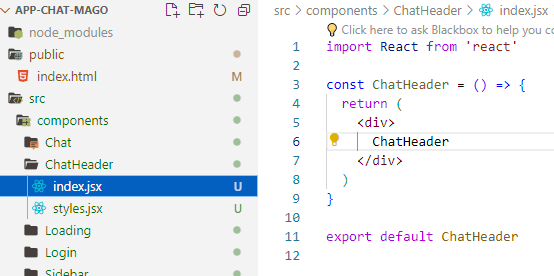 APP-CHAT-MAGO
node_modules
public
index.html M
src
components
Chat
ChatHeader
index.jsx U
styles.jsx U
Loading
Login
Sidebar
src > components > ChatHeader > index.jsx > ...
Click here to ask Blackbox to help you co
1 import React from 'react'
2
3 const ChatHeader = () => {
4 return (
5 <div>
6 ChatHeader
7 </div>
8 )
9 }
10
11 export default ChatHeader
12